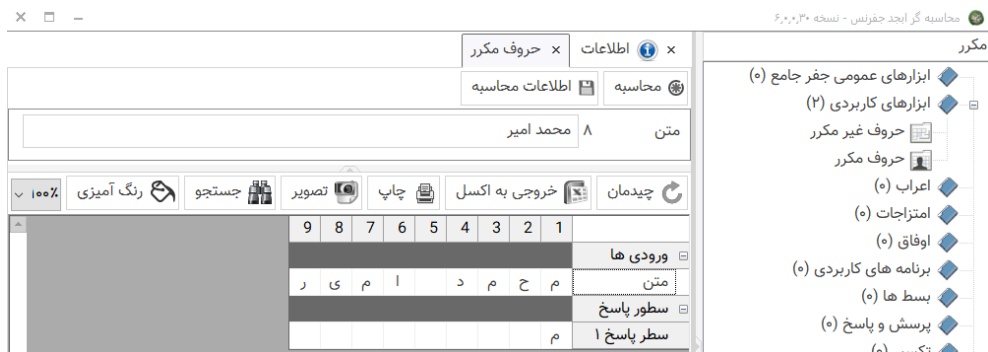 محاسبه گر ابجد جفرنس - نسخه ۶,۰,۰,۳۰
مکرر
ابزارهای عمومی جفر جامع (۰)
ابزارهای کاربردی (۲)
حروف غیر مکرر
حروف مکرر
اعراب (۰)
امتزاجات (۰)
اوفاق (۰)
برنامه های کاربردی (۰)
بسط ها (۰)
پرسش و پاسخ (۰)
اطلاعات
حروف مکرر
محاسبه
اطلاعات محاسبه
متن ۸ محمد امیر
چیدمان خروجی به اکسل چاپ تصویر جستجو رنگ آمیزی ۱۰۰٪
1 2 3 4 5 6 7 8 9
ورودی ها
متن م ح م د ا م ی ر
سطور پاسخ
سطر پاسخ ۱ م